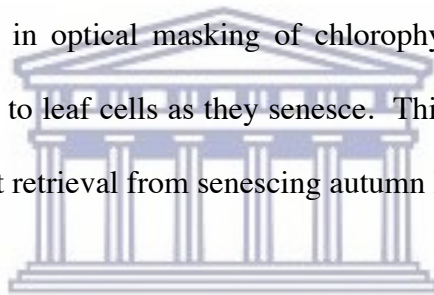 in optical masking of chlorophy
to leaf cells as they senesce. Thi
t retrieval from senescing autumn